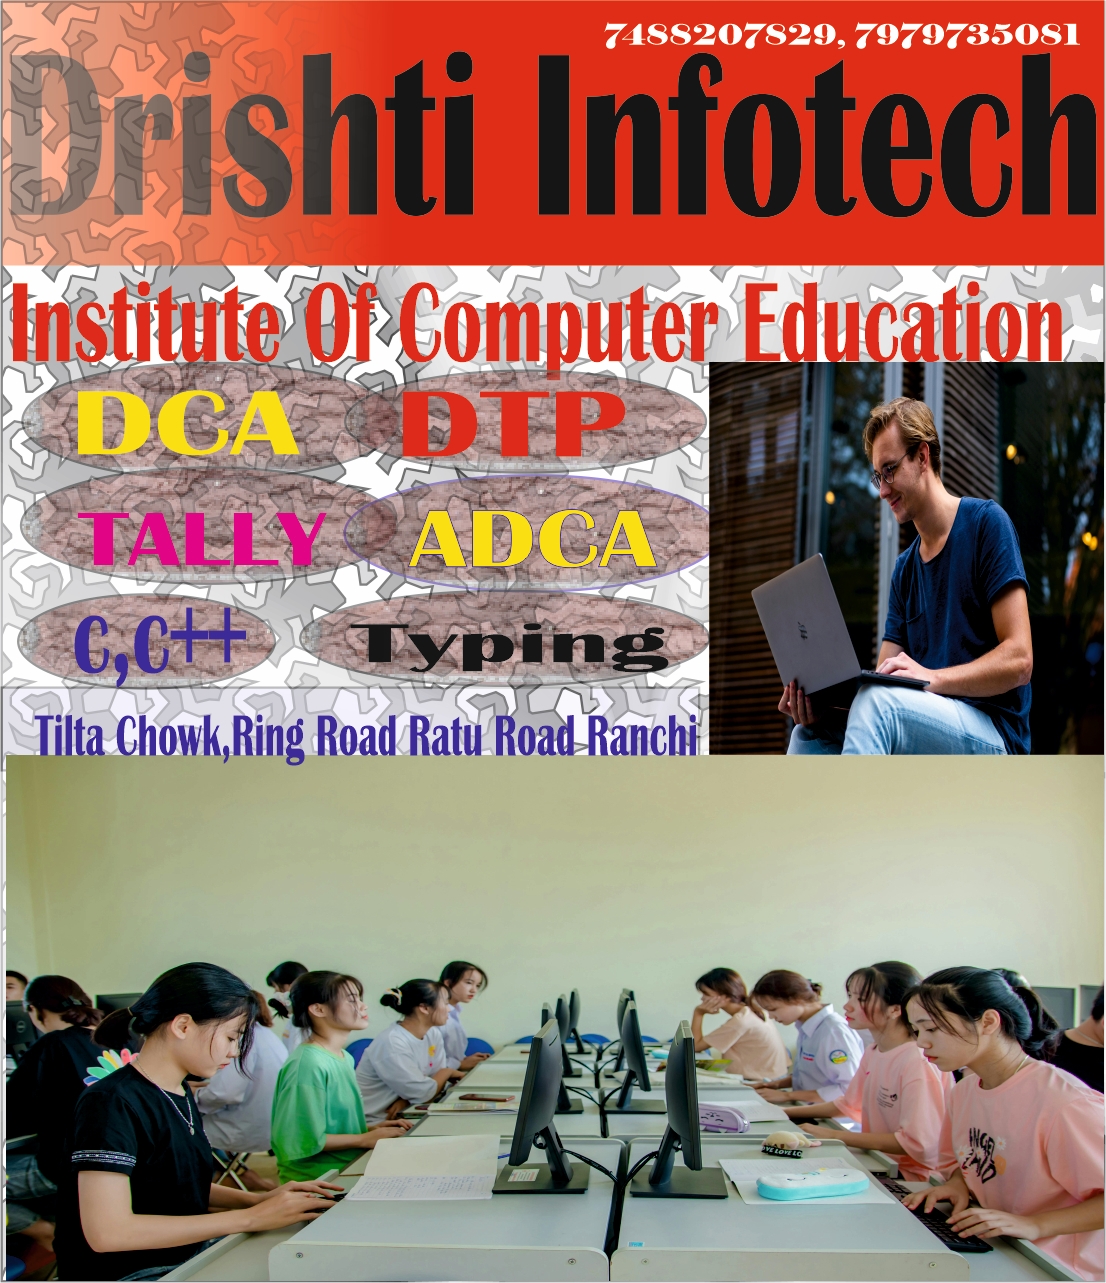 7488207829, 7979735081
Drishti Infotech
Institute Of Computer Education
DCA DTP
TALLY ADCA
C,C++ Typing
Tilta Chowk,Ring Road Ratu Road Ranchi